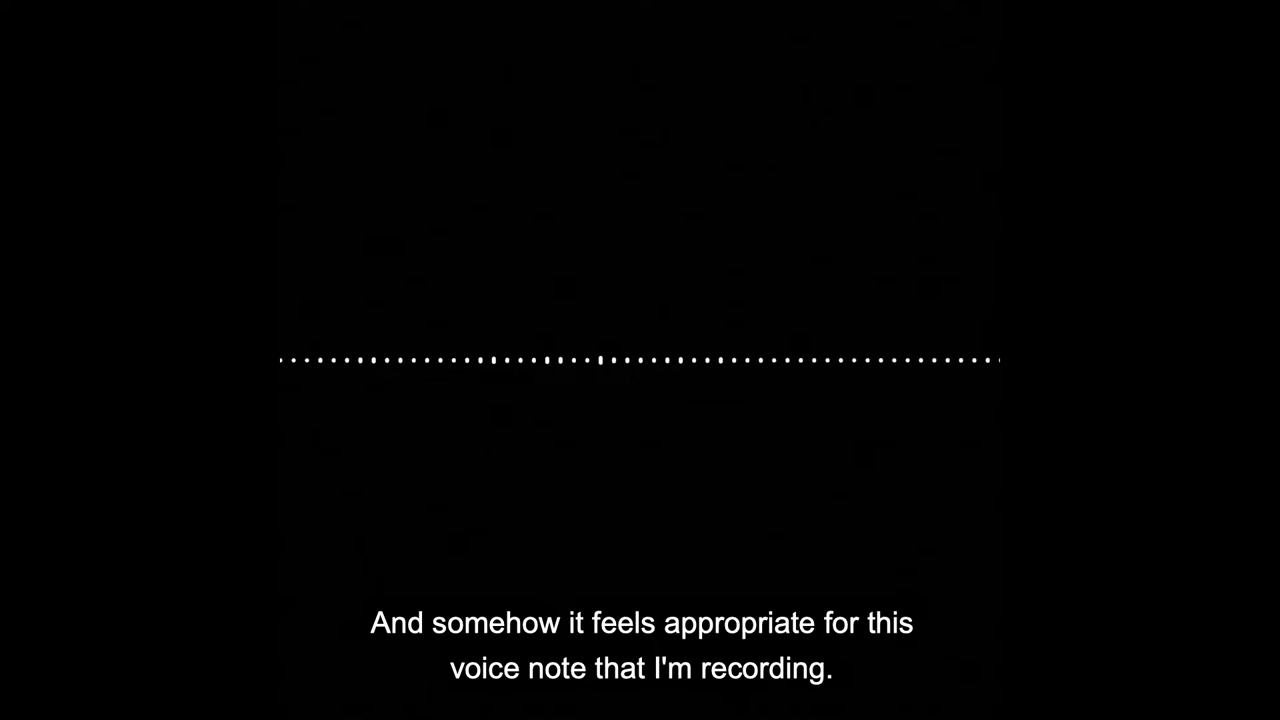 And somehow it feels appropriate for this
voice note that I'm recording.